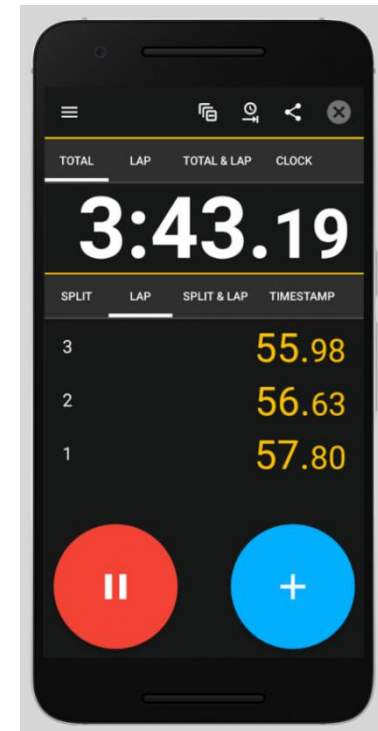 TOTAL LAP TOTAL & LAP CLOCK
3:43.19
SPLIT LAP SPLIT & LAP TIMESTAMP
3 55.98
2 56.63
1 57.80